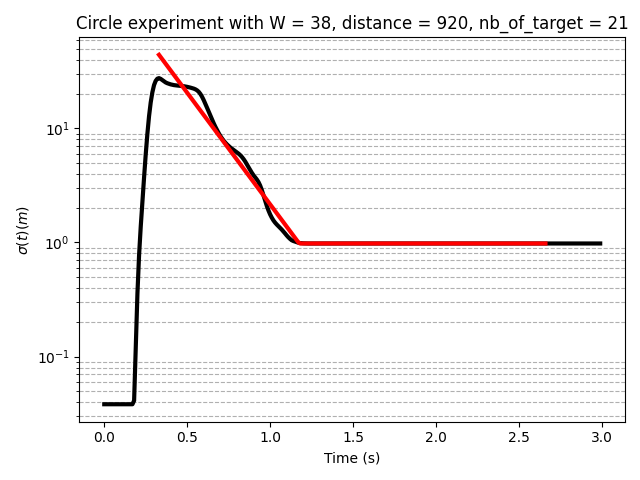 Circle experiment with W = 38, distance = 920, nb_of_target = 21
σ(t)(m)
10¹
10⁰
10⁻¹
0.0 0.5 1.0 1.5 2.0 2.5 3.0
Time (s)